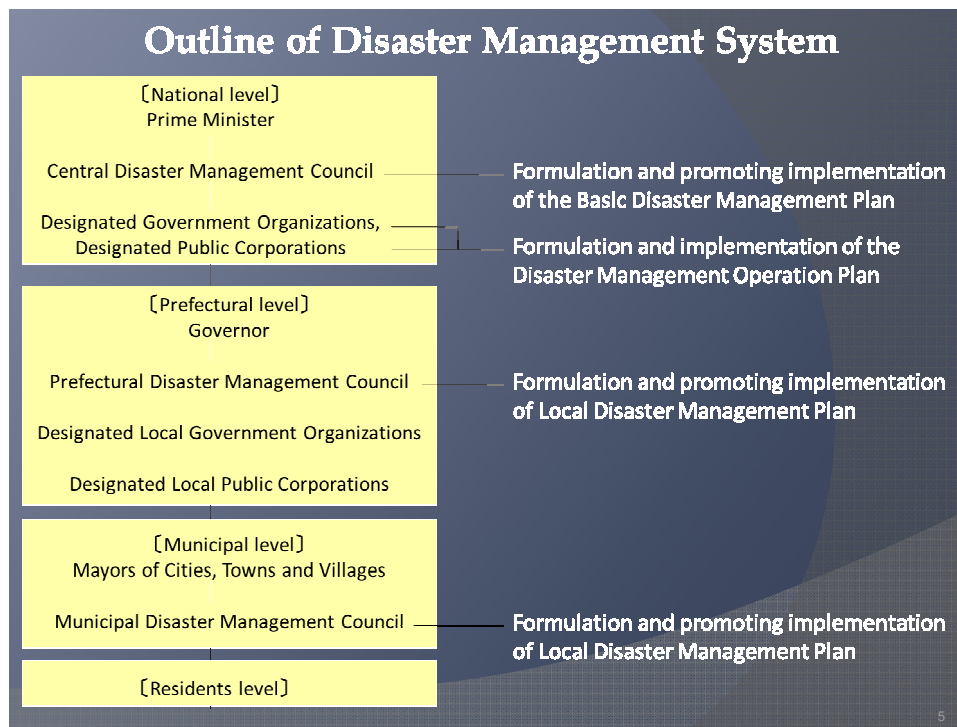 Outline of Disaster Management System
〔National level〕
Prime Minister
Central Disaster Management Council
Formulation and promoting implementation
of the Basic Disaster Management Plan
Designated Government Organizations,
Designated Public Corporations
Formulation and implementation of the
Disaster Management Operation Plan
〔Prefectural level〕
Governor
Prefectural Disaster Management Council
Formulation and promoting implementation
of Local Disaster Management Plan
Designated Local Government Organizations
Designated Local Public Corporations
〔Municipal level〕
Mayors of Cities, Towns and Villages
Municipal Disaster Management Council
Formulation and promoting implementation
of Local Disaster Management Plan
〔Residents level〕
5